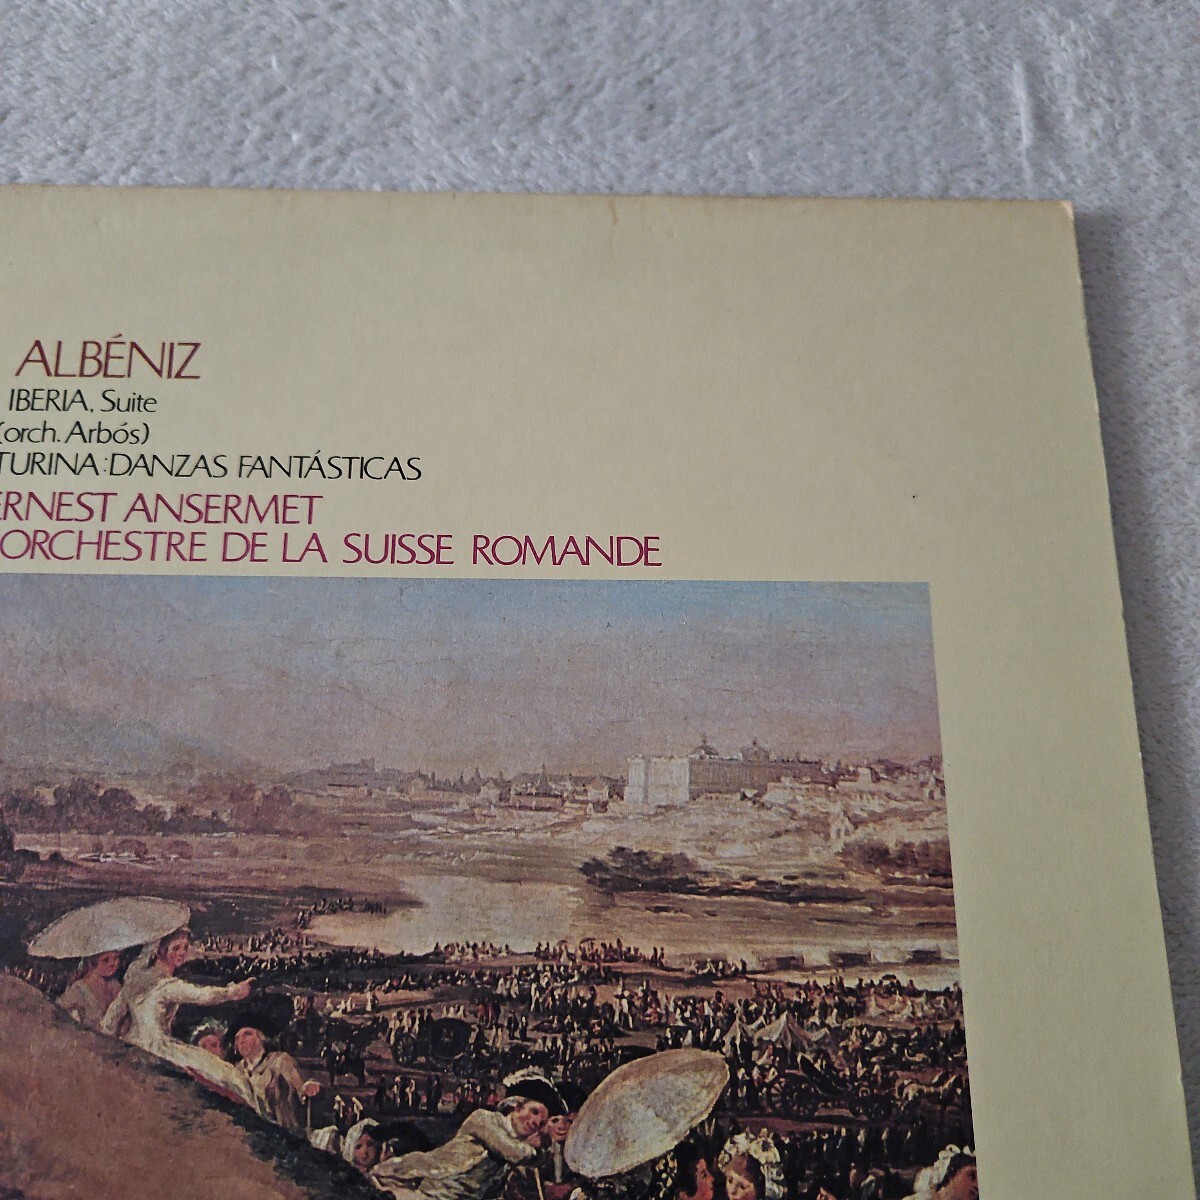 ALBÉNIZ
IBERIA, Suite
(orch. Arbós)
TURINA:DANZAS FANTÁSTICAS
ERNEST ANSERMET
ORCHESTRE DE LA SUISSE ROMANDE